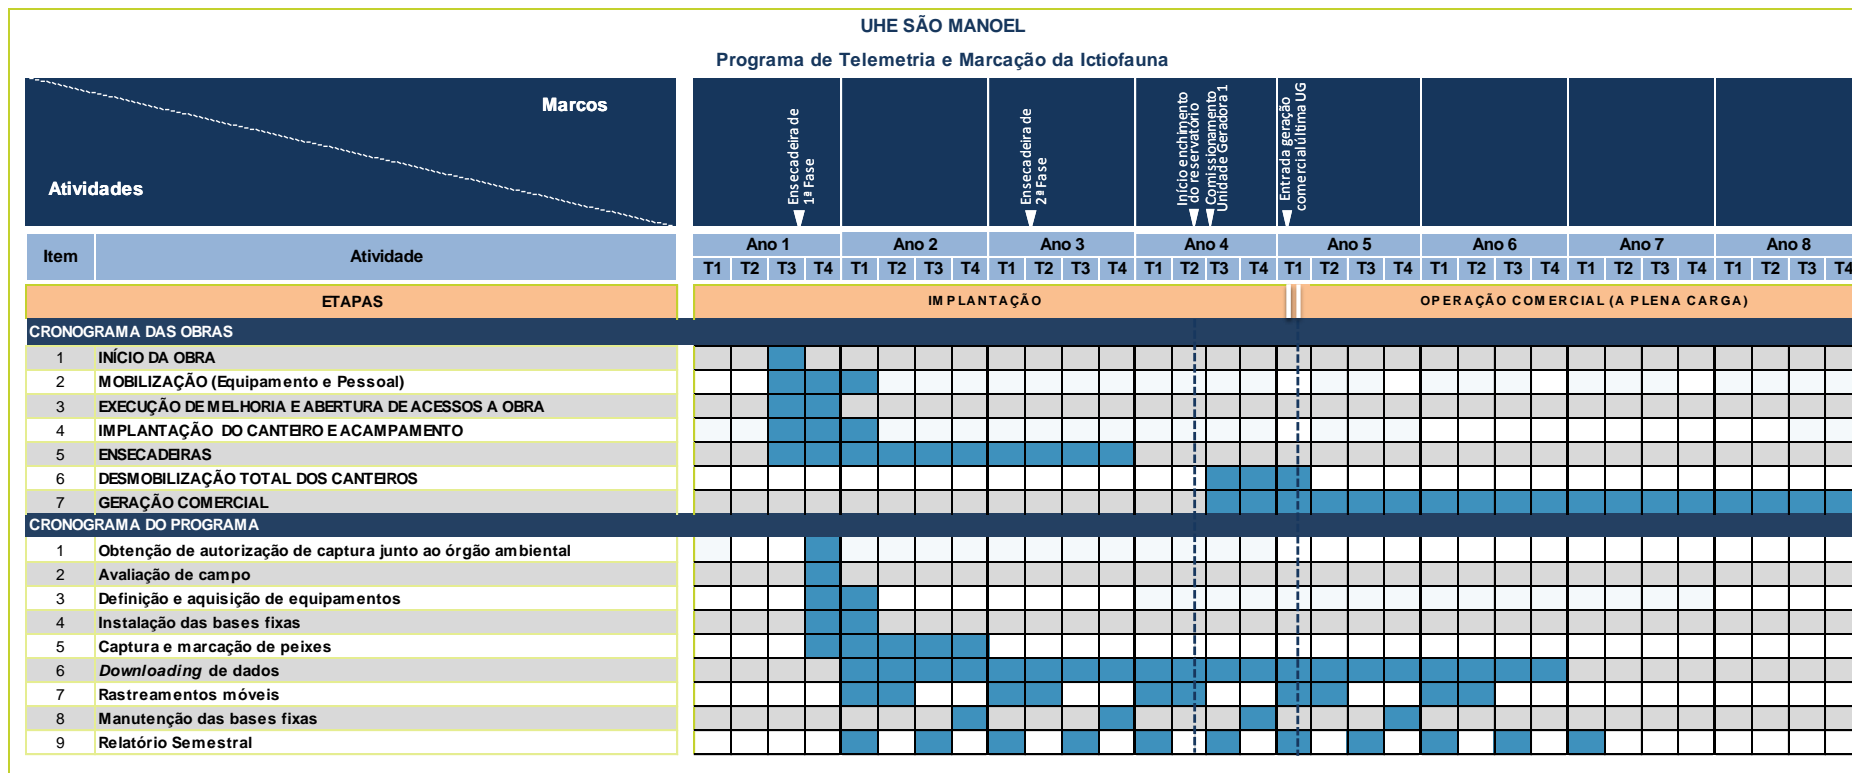 UHE SÃO MANOEL
Programa de Telemetria e Marcação da Ictiofauna
Marcos
Atividades
Ensecadeira de
1ª Fase
Ensecadeira de
2ª Fase
Início enchimento
do reservatório
Comissionamento
Unidade Geradora 1
Entrada geração
comercial última UG
Item
Atividade
Ano 1 Ano 2 Ano 3 Ano 4 Ano 5 Ano 6 Ano 7 Ano 8
T1 T2 T3 T4 T1 T2 T3 T4 T1 T2 T3 T4 T1 T2 T3 T4 T1 T2 T3 T4 T1 T2 T3 T4 T1 T2 T3 T4 T1 T2 T3 T4
ETAPAS IMPLANTAÇÃO OPERAÇÃO COMERCIAL (A PLENA CARGA)
CRONOGRAMA DAS OBRAS
1 INÍCIO DA OBRA
2 MOBILIZAÇÃO (Equipamento e Pessoal)
3 EXECUÇÃO DE MELHORIA E ABERTURA DE ACESSOS A OBRA
4 IMPLANTAÇÃO DO CANTEIRO E ACAMPAMENTO
5 ENSECADEIRAS
6 DESMOBILIZAÇÃO TOTAL DOS CANTEIROS
7 GERAÇÃO COMERCIAL
CRONOGRAMA DO PROGRAMA
1 Obtenção de autorização de captura junto ao órgão ambiental
2 Avaliação de campo
3 Definição e aquisição de equipamentos
4 Instalação das bases fixas
5 Captura e marcação de peixes
6 Downloading de dados
7 Rastreamentos móveis
8 Manutenção das bases fixas
9 Relatório Semestral